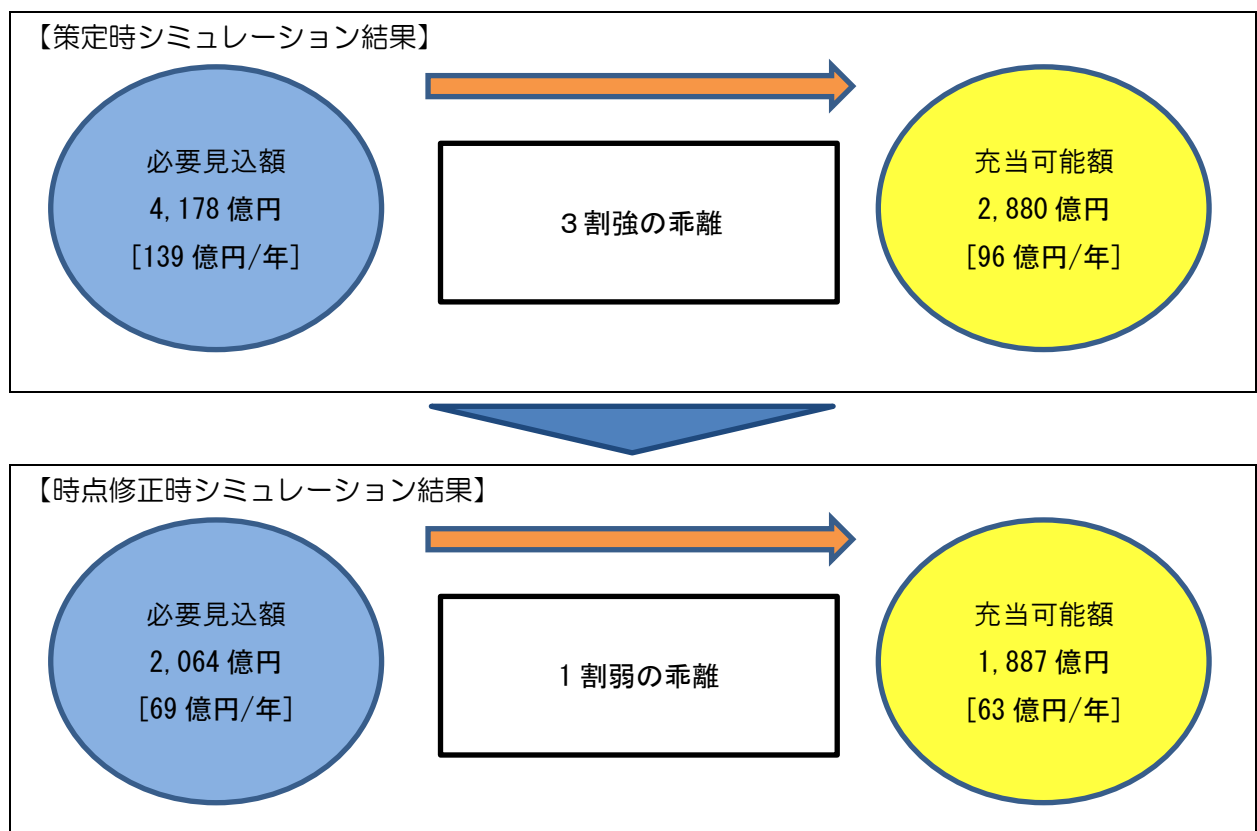 【策定時シミュレーション結果】
必要見込額
4,178 億円
[139 億円/年]
3割強の乖離
充当可能額
2,880 億円
[96 億円/年]
【時点修正時シミュレーション結果】
必要見込額
2,064 億円
[69 億円/年]
1割弱の乖離
充当可能額
1,887 億円
[63 億円/年]